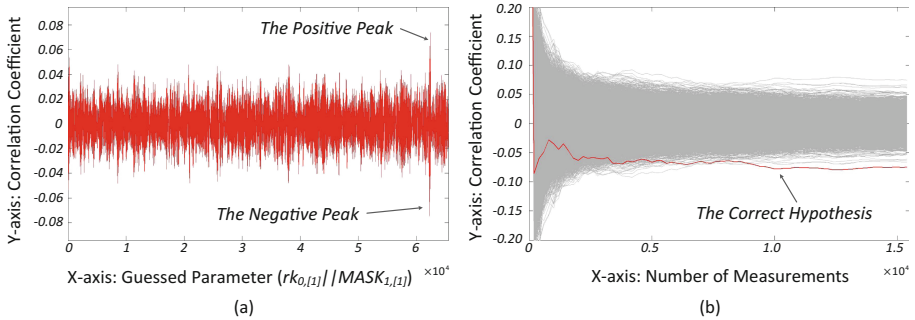 Y-axis: Correlation Coefficient
0.08
0.06
0.04
0.02
0
-0.02
-0.04
-0.06
-0.08
The Positive Peak
The Negative Peak
0 1 2 3 4 5 6
×10⁴
X-axis: Guessed Parameter (rk₀,[1]||MASK₁,[1])
(a)
Y-axis: Correlation Coefficient
0.20
0.15
0.10
0.05
0
-0.05
-0.10
-0.15
-0.20
The Correct Hypothesis
0 0.5 1.0 1.5
×10⁴
X-axis: Number of Measurements
(b)